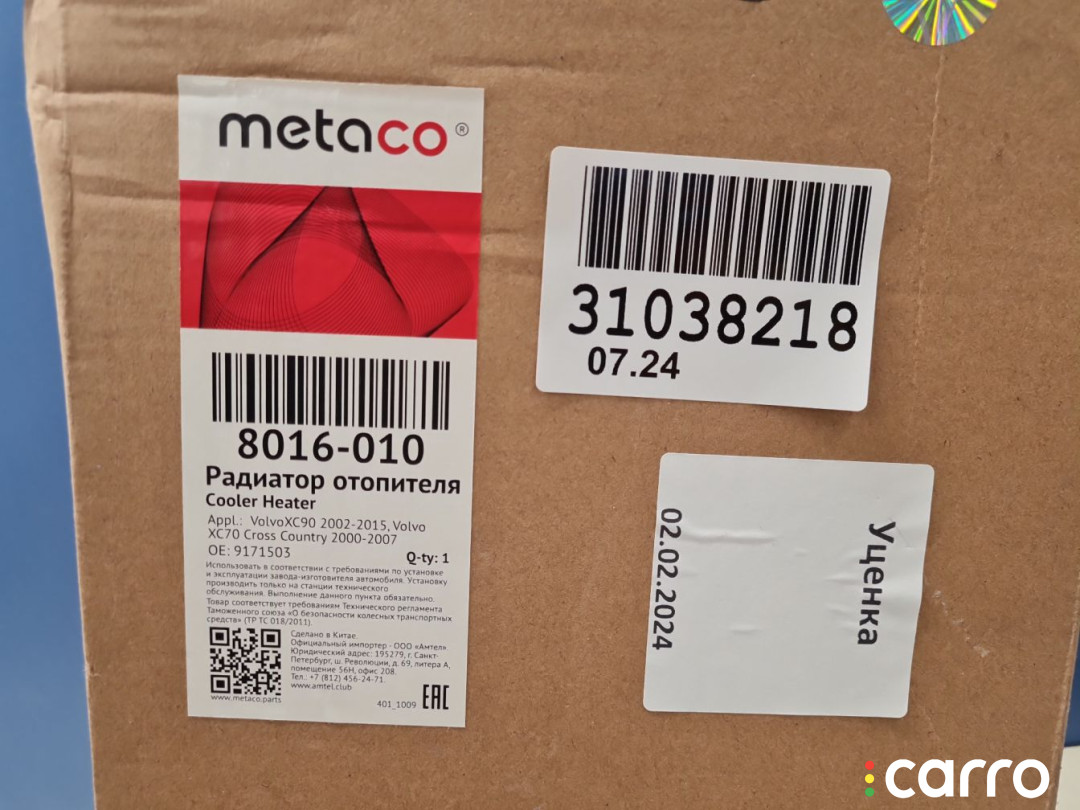 metaco®
8016-010
Радиатор отопителя
Cooler Heater
Appl.: VolvoXC90 2002-2015, Volvo
XC70 Cross Country 2000-2007
OE: 9171503
Q-ty: 1
Использовать в соответствии с требованиями по установке
и эксплуатации завода-изготовителя автомобиля. Установку
производить только на станции технического
обслуживания. Выполнение данного пункта обязательно.
Товар соответствует требованиям Технического регламента
Таможенного союза «О безопасности колесных транспортных
средств» (ТР ТС 018/2011).
Сделано в Китае.
Официальный импортер - ООО «Амтел».
Юридический адрес: 195279, г. Санкт-
Петербург, ш. Революции, д. 69, литера А,
помещение 56Н, офис 208.
Тел.: +7 (812) 456-24-71.
www.amtel.club
www.metaco.parts
401_1009
EAC
31038218
07.24
Уценка
02.02.2024
carro